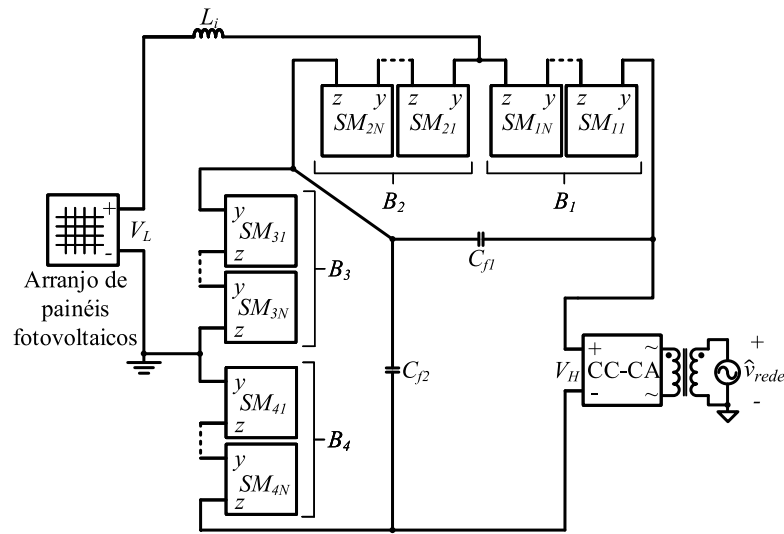 L_i
z y z y z y z y
SM_2N SM_21 SM_1N SM_11
B_2 B_1
y
SM_31
z
B_3
y
SM_3N
z
+
V_L
-
Arranjo de
painéis
fotovoltaicos
C_f1
C_f2
y
SM_41
z
B_4
y
SM_4N
z
+ ~
V_H CC-CA
- ~
+
v̂_rede
-